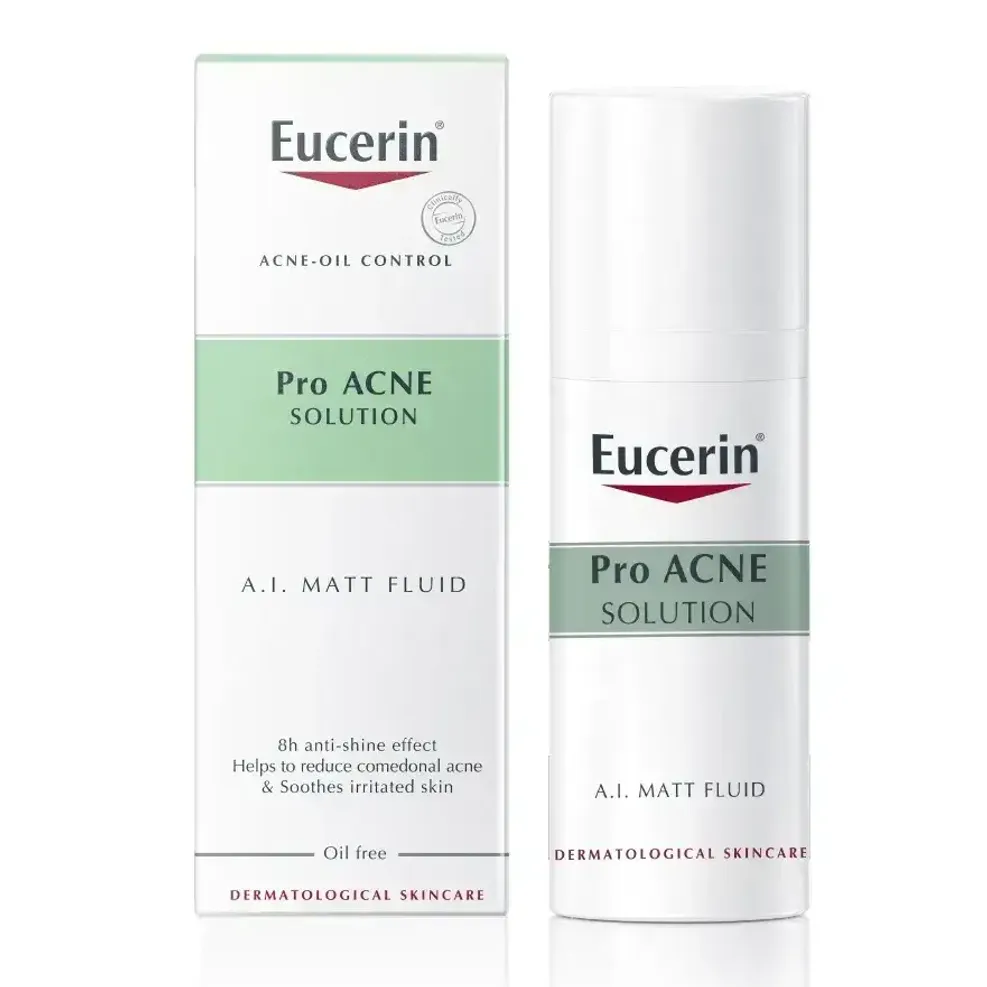 Eucerin®
Clinically
Eucerin
Tested
ACNE-OIL CONTROL
Pro ACNE
SOLUTION
A.I. MATT FLUID
8h anti-shine effect
Helps to reduce comedonal acne
& Soothes irritated skin
Oil free
DERMATOLOGICAL SKINCARE
Eucerin®
Pro ACNE
SOLUTION
A.I. MATT FLUID
DERMATOLOGICAL SKINCARE